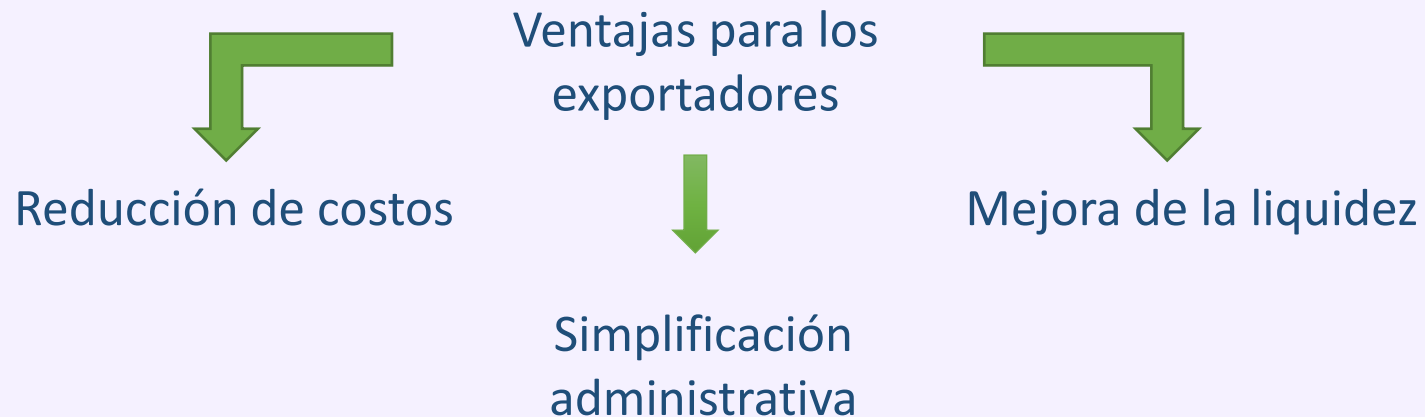 Ventajas para los
exportadores
Reducción de costos
Mejora de la liquidez
Simplificación
administrativa